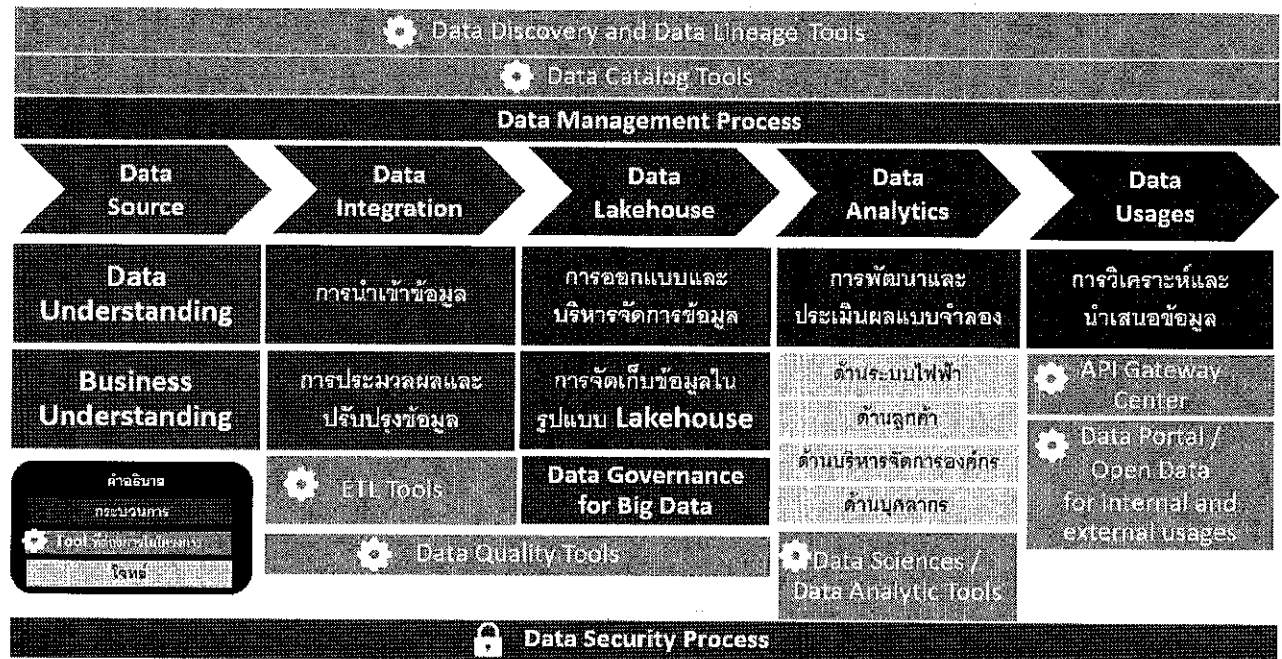 Data Discovery and Data Lineage Tools
Data Catalog Tools
Data Management Process
Data
Source
Data
Integration
Data
Lakehouse
Data
Analytics
Data
Usages
Data
Understanding
การนำเข้าข้อมูล
การออกแบบและ
บริหารจัดการข้อมูล
การพัฒนาและ
ประเมินผลแบบจำลอง
การวิเคราะห์และ
นำเสนอข้อมูล
Business
Understanding
การประมวลผลและ
ปรับปรุงข้อมูล
การจัดเก็บข้อมูลใน
รูปแบบ Lakehouse
ด้านระบบไฟฟ้า
ด้านลูกค้า
ด้านบริหารจัดการองค์กร
ด้านบุคลากร
API Gateway
Center
Data Portal /
Open Data
for internal and
external usages
คำอธิบาย
กระบวนการ
Tool
โจทย์
ETL Tools
Data Governance
for Big Data
Data Quality Tools
Data Sciences /
Data Analytic Tools
Data Security Process